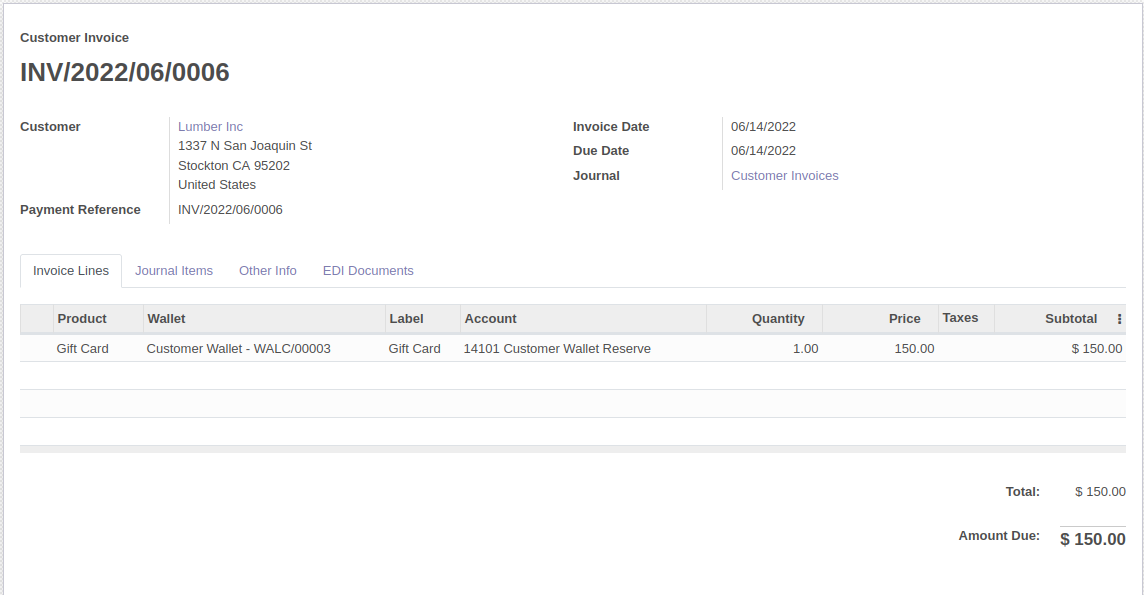 Customer Invoice
INV/2022/06/0006
Customer Lumber Inc
1337 N San Joaquin St
Stockton CA 95202
United States
Payment Reference INV/2022/06/0006
Invoice Date 06/14/2022
Due Date 06/14/2022
Journal Customer Invoices
Invoice Lines Journal Items Other Info EDI Documents
Product Wallet Label Account Quantity Price Taxes Subtotal
Gift Card Customer Wallet - WALC/00003 Gift Card 14101 Customer Wallet Reserve 1.00 150.00 $ 150.00
Total: $ 150.00
Amount Due: $ 150.00